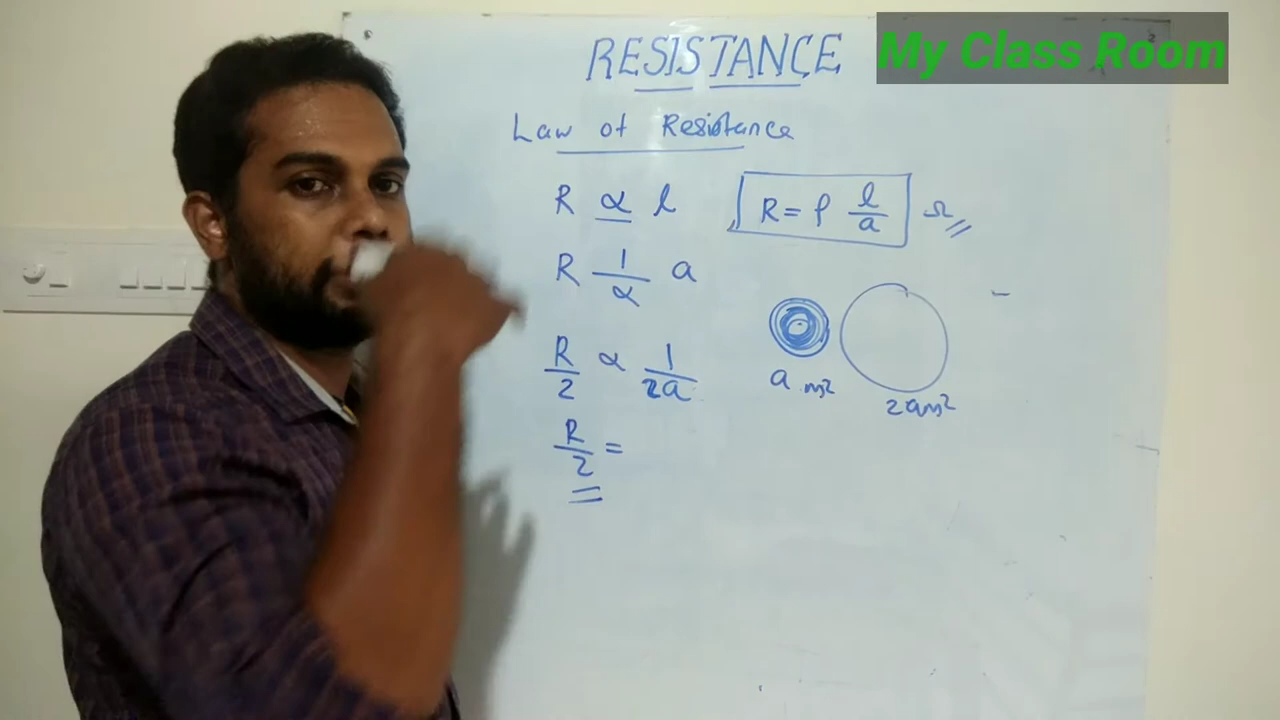 My Class Room
RESISTANCE
Law of Resistance
R ∝ l
R = ρ l/a Ω
R 1/∝ a
R/2 ∝ 1/2a
a m²
2am²
R/2 =